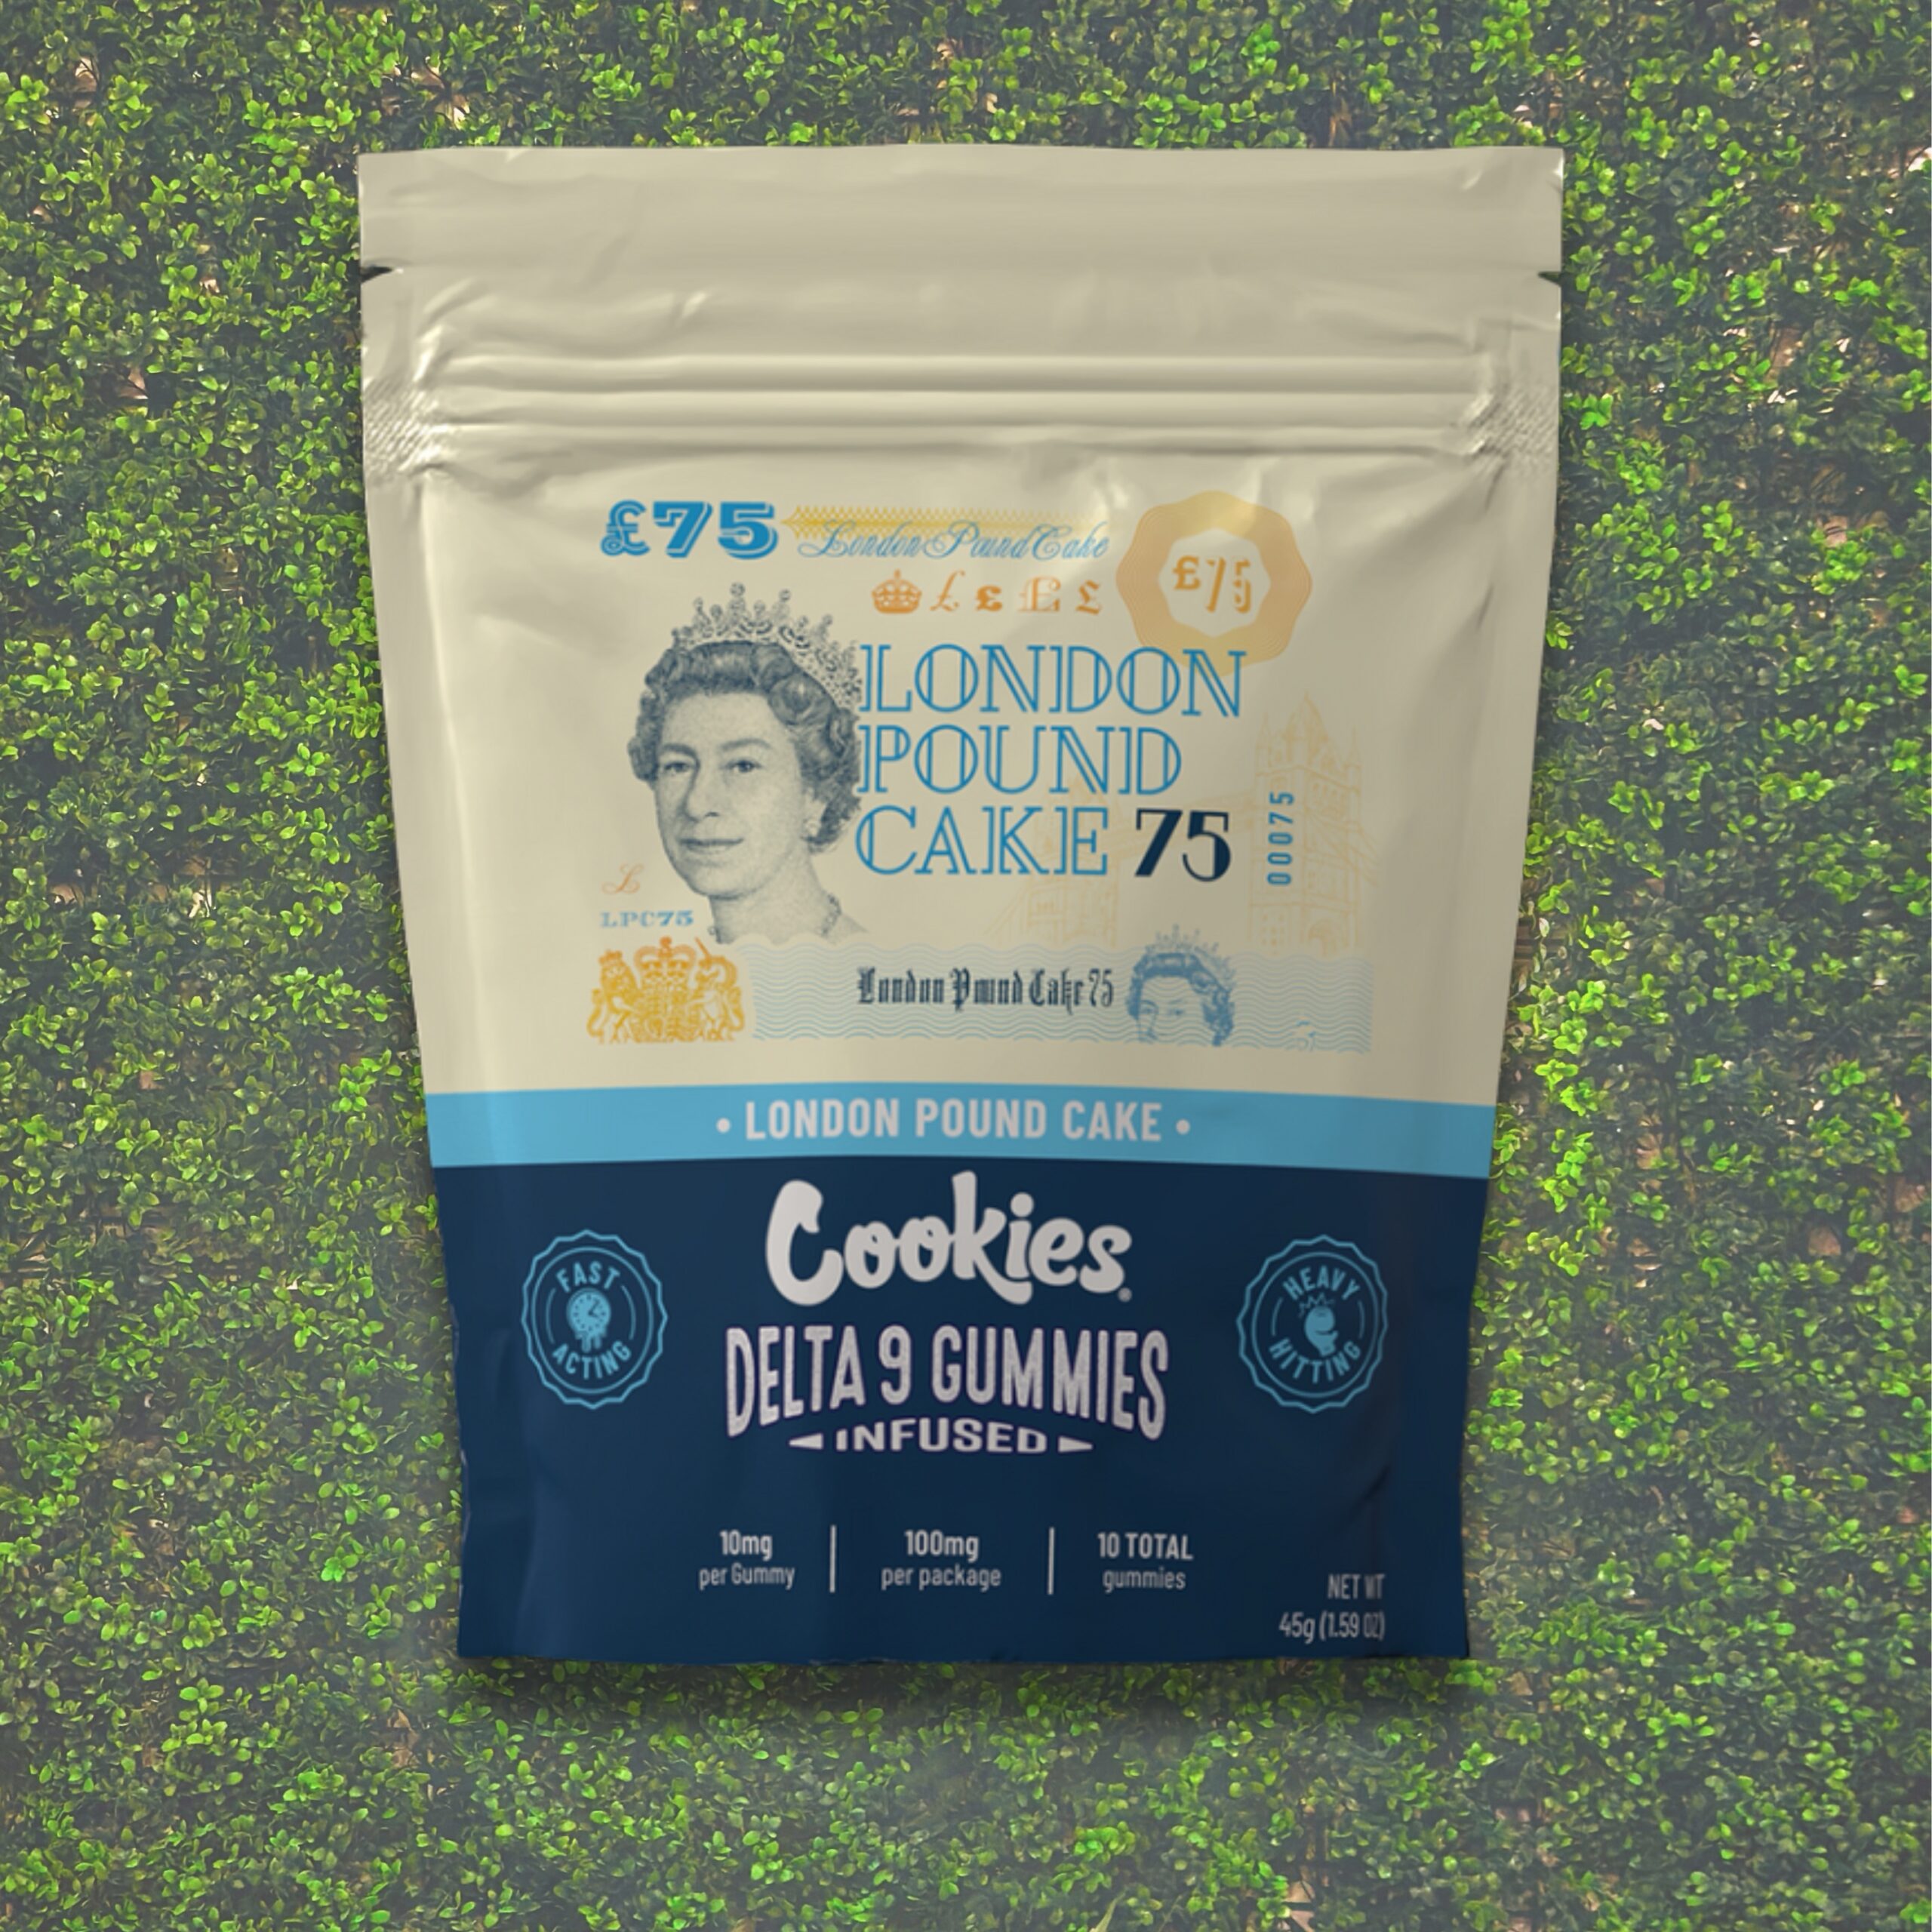 £75 London Pound Cake
£ £ £ £
£75
LONDON
POUND
CAKE 75
00075
£
LPC75
London Pound Cake 75
• LONDON POUND CAKE •
Cookies®
FAST
ACTING
HEAVY
HITTING
DELTA 9 GUMMIES
INFUSED
10mg
per Gummy
100mg
per package
10 TOTAL
gummies
NET WT
45g (1.59 OZ)